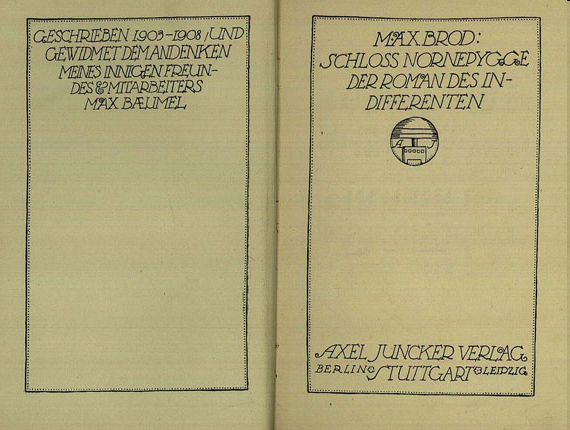 GESCHRIEBEN 1903-1908, UND
GEWIDMET DEM ANDENKEN
MEINES INNIGEN FREUN-
DES & MITARBEITERS
MAX BÆUMEL
MAX BROD:
SCHLOSS NORNEPYGGE
DER ROMAN DES IN-
DIFFERENTEN
A J
AXEL JUNCKER VERLAG
BERLIN STUTTGART LEIPZIG